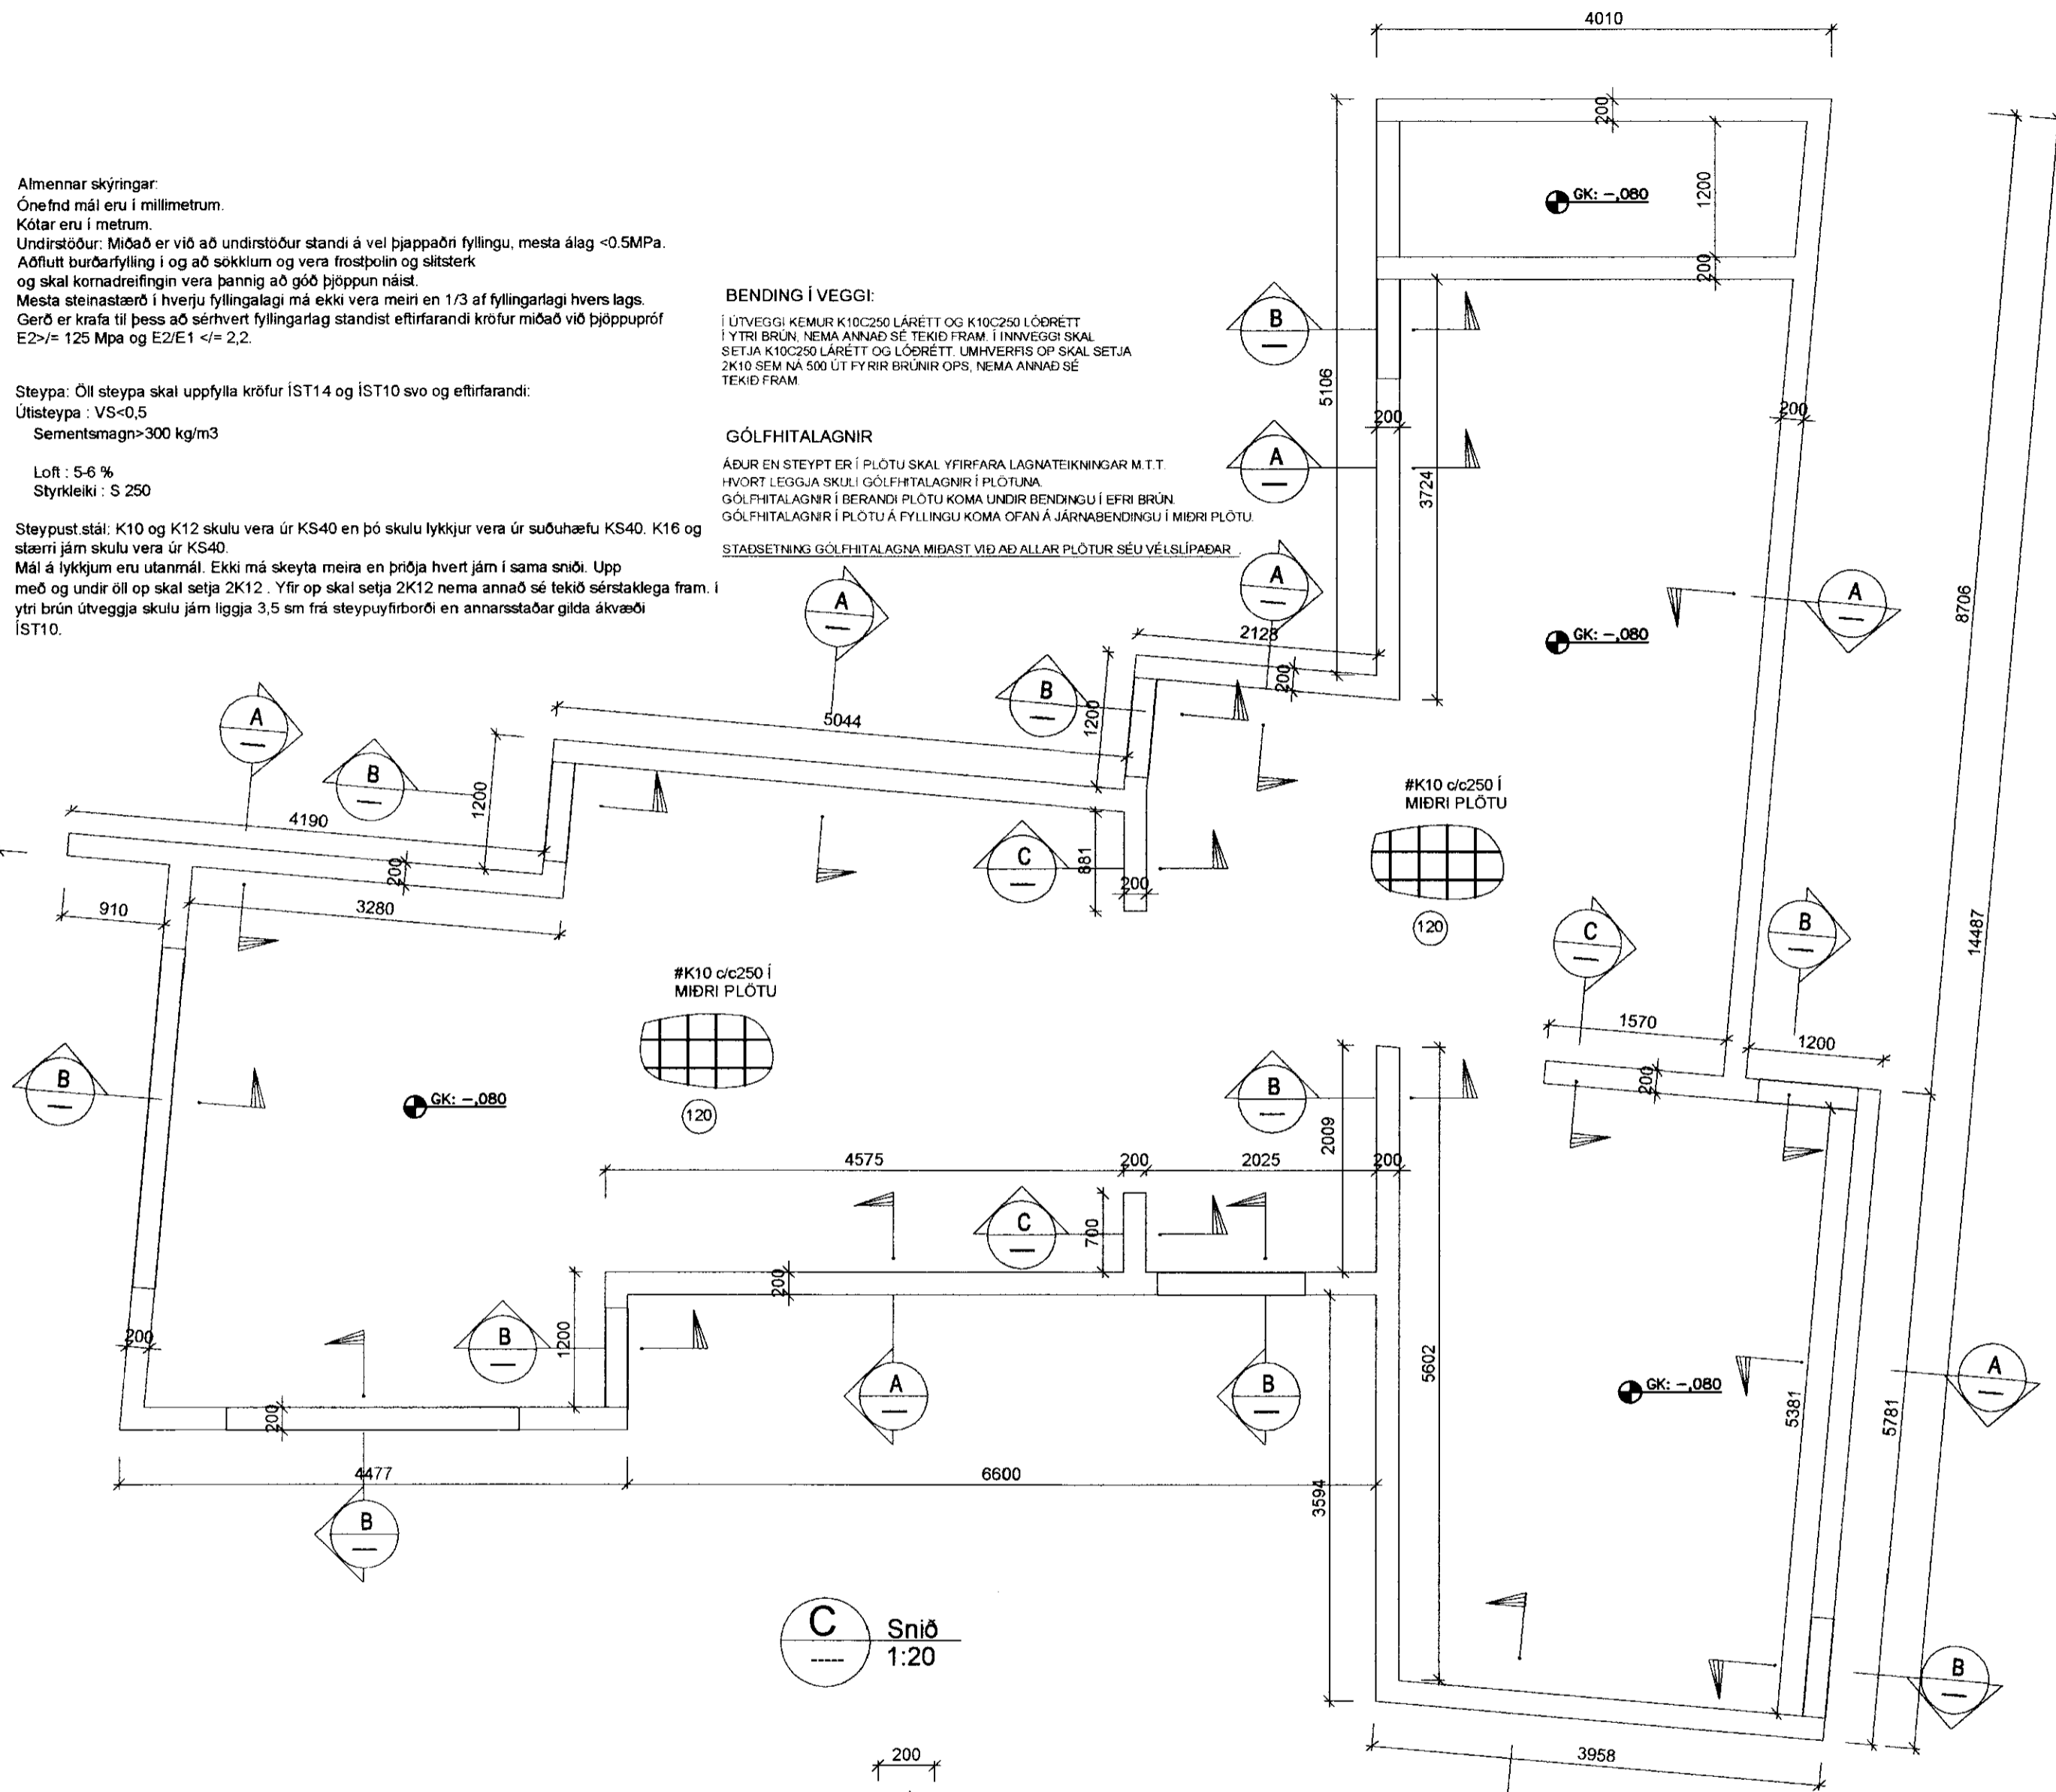 Almennar skýringar:
Ónefnd mál eru í millimetrum.
Kótar eru í metrum.
Undirstöður: Miðað er við að undirstöður standi á vel þjappaðri fyllingu, mesta álag <0.5MPa.
Aðflutt burðarfylling í og að sökklum og vera frostþolin og slitsterk
og skal kornadreifingin vera þannig að góð þjöppun náist.
Mesta steinastærð í hverju fyllingalagi má ekki vera meiri en 1/3 af fyllingarlagi hvers lags.
Gerð er krafa til þess að sérhvert fyllingarlag standist eftirfarandi kröfur miðað við þjöppupróf
E2>/= 125 Mpa og E2/E1 </= 2,2.
Steypa: Öll steypa skal uppfylla kröfur ÍST14 og ÍST10 svo og eftirfarandi:
Útisteypa : VS<0,5
Sementsmagn>300 kg/m3
Loft : 5-6 %
Styrkleiki : S 250
Steypust.stál: K10 og K12 skulu vera úr KS40 en þó skulu lykkjur vera úr suðuhæfu KS40. K16 og
stærri járn skulu vera úr KS40.
Mál á lykkjum eru utanmál. Ekki má skeyta meira en þriðja hvert járn í sama sniði. Upp
með og undir öll op skal setja 2K12 . Yfir op skal setja 2K12 nema annað sé tekið sérstaklega fram. Í
ytri brún útveggja skulu járn liggja 3,5 sm frá steypuyfirborði en annarsstaðar gilda ákvæði
ÍST10.
BENDING Í VEGGI:
Í ÚTVEGGI KEMUR K10C250 LÁRÉTT OG K10C250 LÓÐRÉTT
Í YTRI BRÚN, NEMA ANNAÐ SÉ TEKIÐ FRAM. Í INNVEGGI SKAL
SETJA K10C250 LÁRÉTT OG LÓÐRÉTT. UMHVERFIS OP SKAL SETJA
2K10 SEM NÁ 500 ÚT FYRIR BRÚNIR OPS, NEMA ANNAÐ SÉ
TEKIÐ FRAM.
GÓLFHITALAGNIR
ÁÐUR EN STEYPT ER Í PLÖTU SKAL YFIRFARA LAGNATEIKNINGAR M.T.T.
HVORT LEGGJA SKULI GÓLFHITALAGNIR Í PLÖTUNA.
GÓLFHITALAGNIR Í BERANDI PLÖTU KOMA UNDIR BENDINGU Í EFRI BRÚN.
GÓLFHITALAGNIR Í PLÖTU Á FYLLINGU KOMA OFAN Á JÁRNABENDINGU Í MIÐRI PLÖTU.
STAÐSETNING GÓLFHITALAGNA MIÐAST VIÐ AÐ ALLAR PLÖTUR SÉU VÉLSLÍPAÐAR .
4010
200
1200
GK: -,080
200
B
5106
200
200
A
3724
A
A
A
8706
GK: -,080
2128
200
B
1200
5044
A
B
1200
4190
200
#K10 c/c250 Í
MIÐRI PLÖTU
120
C
881
200
910
3280
C
B
14487
#K10 c/c250 Í
MIÐRI PLÖTU
120
1570
1200
200
B
GK: -,080
B
2009
4575
200
2025
200
C
700
200
B
1200
200
200
A
B
5602
GK: -,080
5381
5781
A
4477
6600
3594
B
B
C
Snið
1:20
3958
200